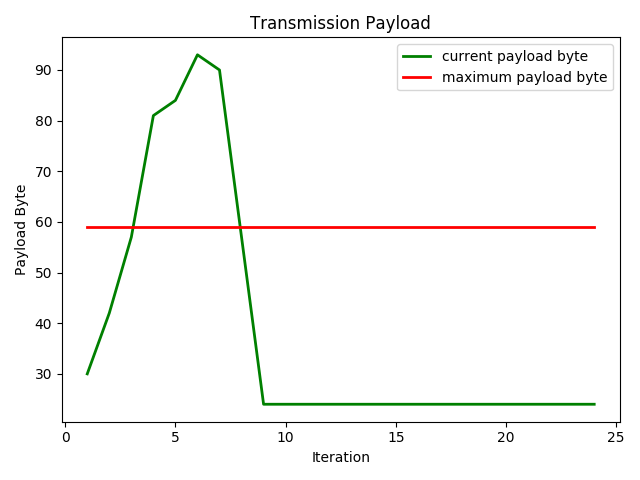 Transmission Payload
current payload byte
maximum payload byte
Payload Byte
90
80
70
60
50
40
30
0
5
10
15
20
25
Iteration